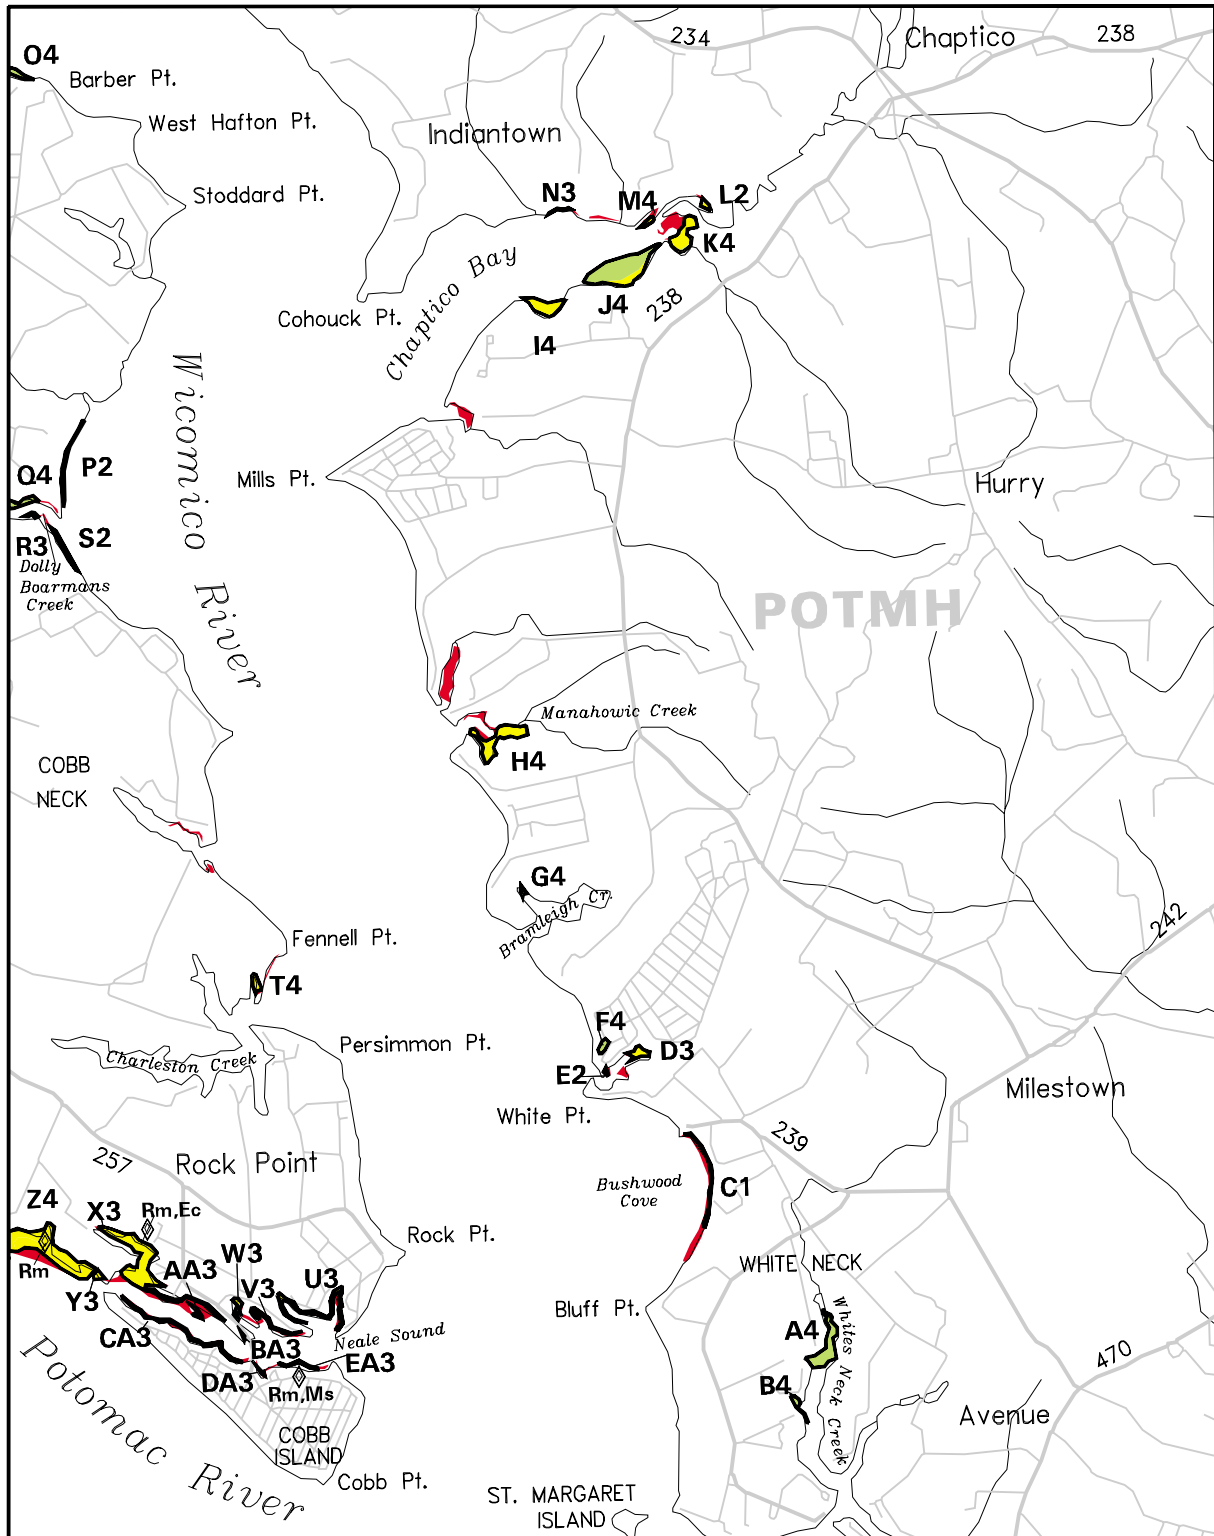 234
Chaptico
238
O4
Barber Pt.
West Hafton Pt.
Indiantown
Stoddard Pt.
N3
M4
L2
K4
Chaptico Bay
J4
238
Cohouck Pt.
I4
Wicomico River
P2
Q4
Mills Pt.
Hurry
R3
S2
Dolly
Boarmans
Creek
POTMH
Manahowic Creek
H4
COBB
NECK
G4
Bramleigh Cr.
242
Fennell Pt.
T4
F4
Persimmon Pt.
D3
Charleston Creek
E2
Milestown
White Pt.
239
257
Rock Point
Bushwood
Cove
C1
Z4
X3
Rm,Ec
Rock Pt.
W3
WHITE NECK
Rm
AA3
V3
U3
Y3
Bluff Pt.
CA3
Neale Sound
A4
Whites Neck Creek
BA3
EA3
470
DA3
Rm,Ms
B4
Potomac River
Avenue
COBB
ISLAND
Cobb Pt.
ST. MARGARET
ISLAND